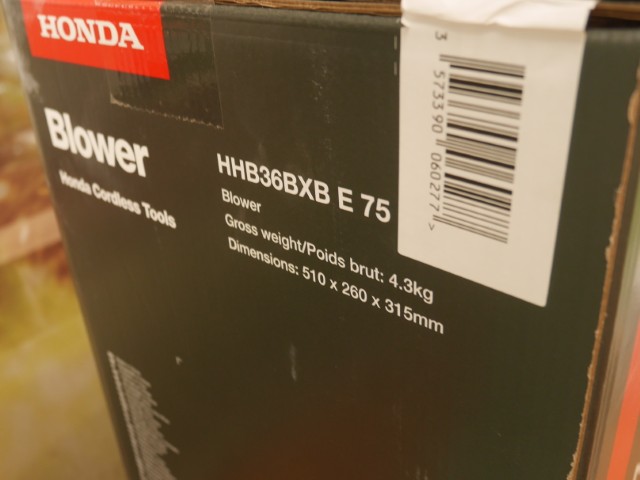 HONDA
Blower
Honda Cordless Tools
HHB36BXB E 75
Blower
Gross weight/Poids brut: 4.3kg
Dimensions: 510 x 260 x 315mm
3 573390 060277 >